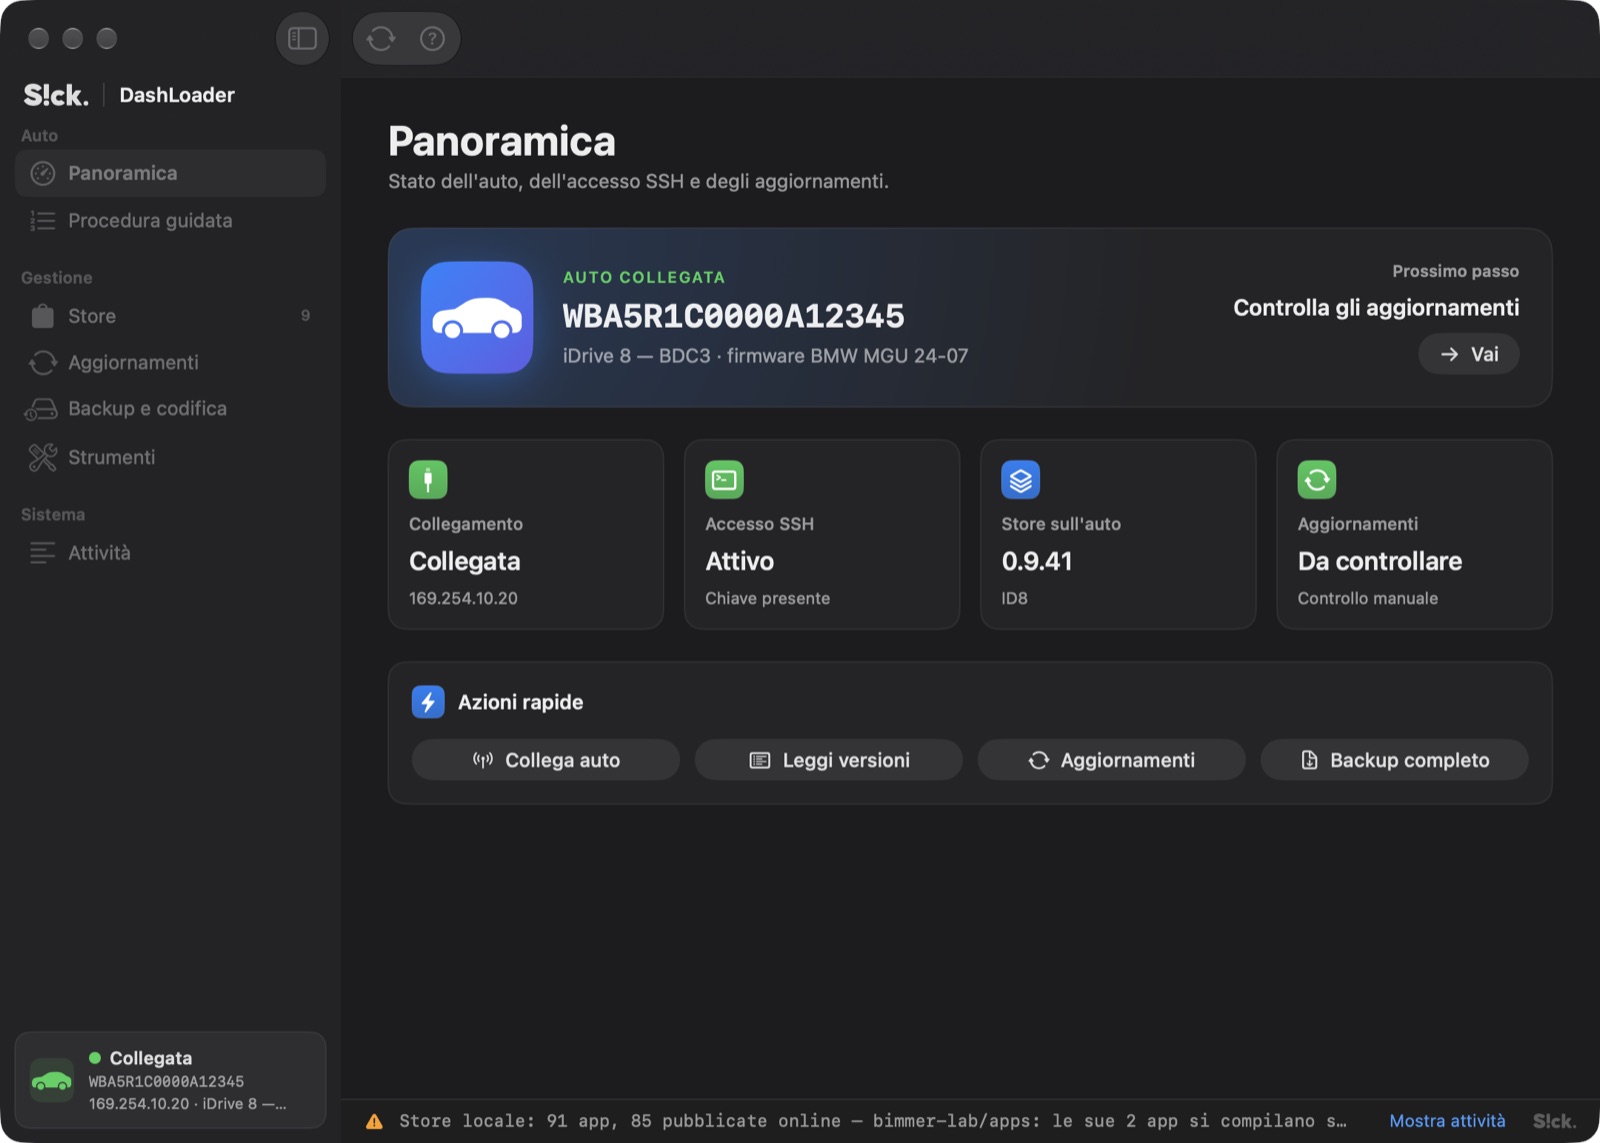 S!ck.
DashLoader
Auto
Panoramica
Procedura guidata
Gestione
Store
9
Aggiornamenti
Backup e codifica
Strumenti
Sistema
Attività
Collegata
WBA5R1C0000A12345
169.254.10.20 · iDrive 8 —...
Panoramica
Stato dell'auto, dell'accesso SSH e degli aggiornamenti.
AUTO COLLEGATA
WBA5R1C0000A12345
iDrive 8 — BDC3 · firmware BMW MGU 24-07
Prossimo passo
Controlla gli aggiornamenti
Vai
Collegamento
Collegata
169.254.10.20
Accesso SSH
Attivo
Chiave presente
Store sull'auto
0.9.41
ID8
Aggiornamenti
Da controllare
Controllo manuale
Azioni rapide
Collega auto
Leggi versioni
Aggiornamenti
Backup completo
Store locale: 91 app, 85 pubblicate online — bimmer-lab/apps: le sue 2 app si compilano s…
Mostra attività
S!ck.